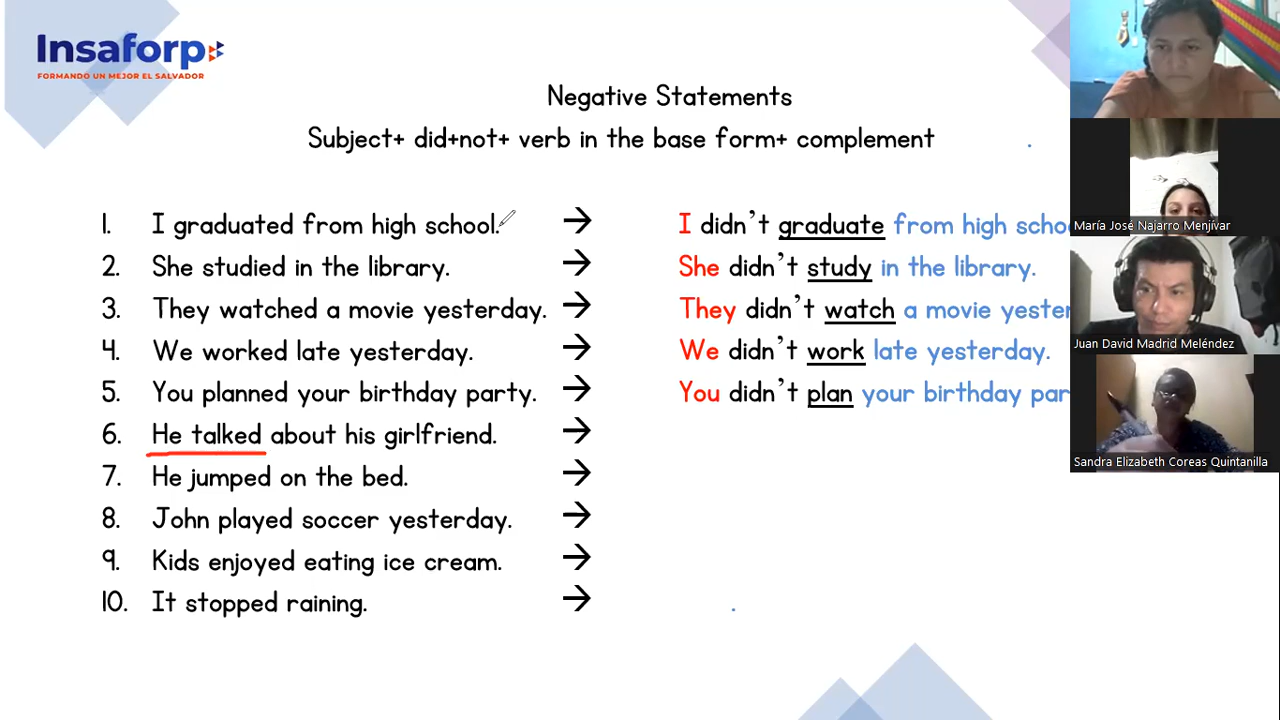 Insaforp
FORMANDO UN MEJOR EL SALVADOR
Negative Statements
Subject+ did+not+ verb in the base form+ complement .
1. I graduated from high school. → I didn't graduate from high schoo
2. She studied in the library. → She didn't study in the library.
3. They watched a movie yesterday. → They didn't watch a movie yester
4. We worked late yesterday. → We didn't work late yesterday.
5. You planned your birthday party. → You didn't plan your birthday par
6. He talked about his girlfriend. →
7. He jumped on the bed. →
8. John played soccer yesterday. →
9. Kids enjoyed eating ice cream. →
10. It stopped raining. → .
María José Najarro Menjívar
Juan David Madrid Meléndez
Sandra Elizabeth Coreas Quintanilla